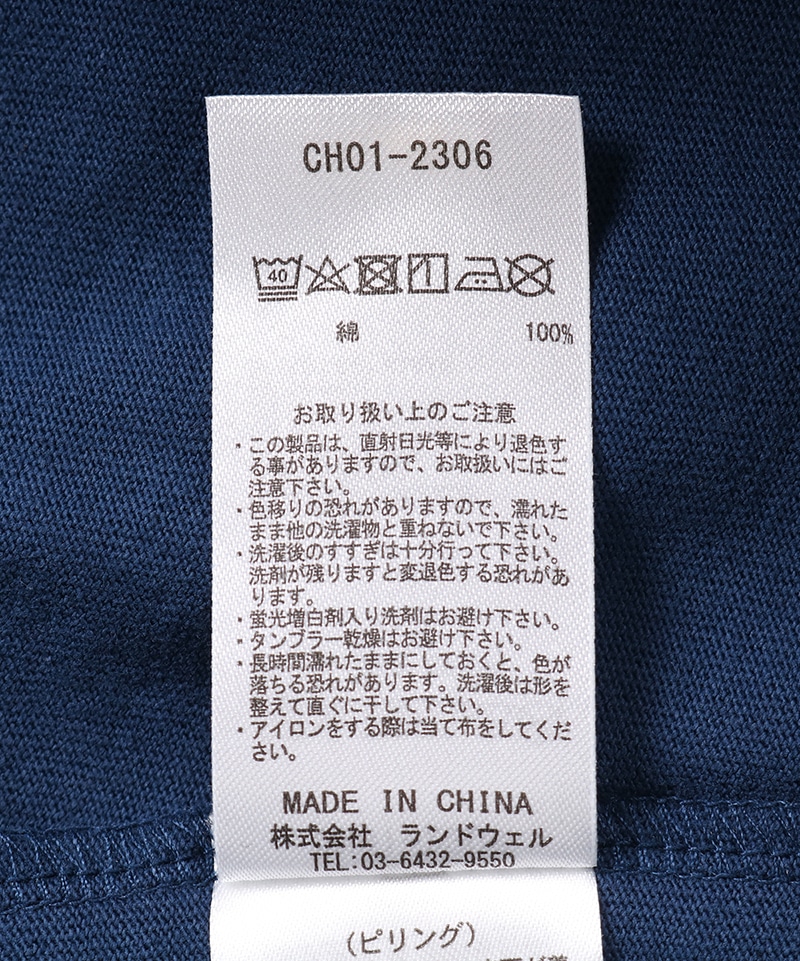 CH01-2306
40
綿 100%
お取り扱い上のご注意
・この製品は、直射日光等により退色す
る事がありますので、お取扱いにはご
注意下さい。
・色移りの恐れがありますので、濡れた
まま他の洗濯物と重ねないで下さい。
・洗濯後のすすぎは十分行って下さい。
洗剤が残りますと変退色する恐れがあ
ります。
・蛍光増白剤入り洗剤はお避け下さい。
・タンブラー乾燥はお避け下さい。
・長時間濡れたままにしておくと、色が
落ちる恐れがあります。洗濯後は形を
整えて直ぐに干して下さい。
・アイロンをする際は当て布をしてくだ
さい。
MADE IN CHINA
株式会社 ランドウェル
TEL:03-6432-9550
(ピリング)